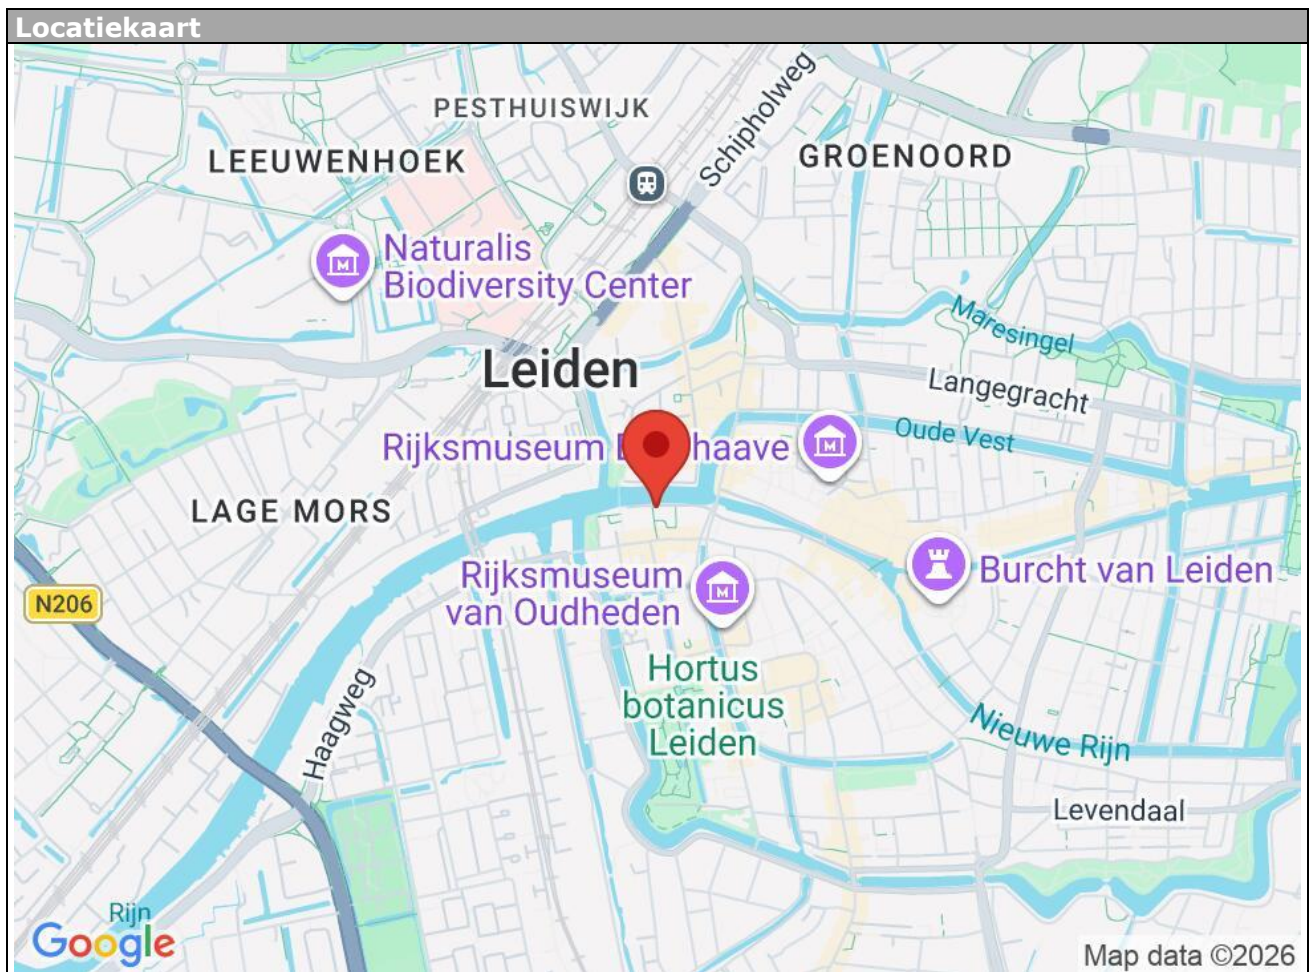 Locatiekaart
PESTHUISWIJK
Schipholweg
LEEUWENHOEK
GROENOORD
Naturalis
Biodiversity Center
Maresingel
Leiden
Langegracht
Rijksmuseum
haave
Oude Vest
LAGE MORS
Rijksmuseum
van Oudheden
Burcht van Leiden
N206
Hortus
botanicus
Leiden
Haagweg
Nieuwe Rijn
Levendaal
Rijn
Google
Map data ©2026